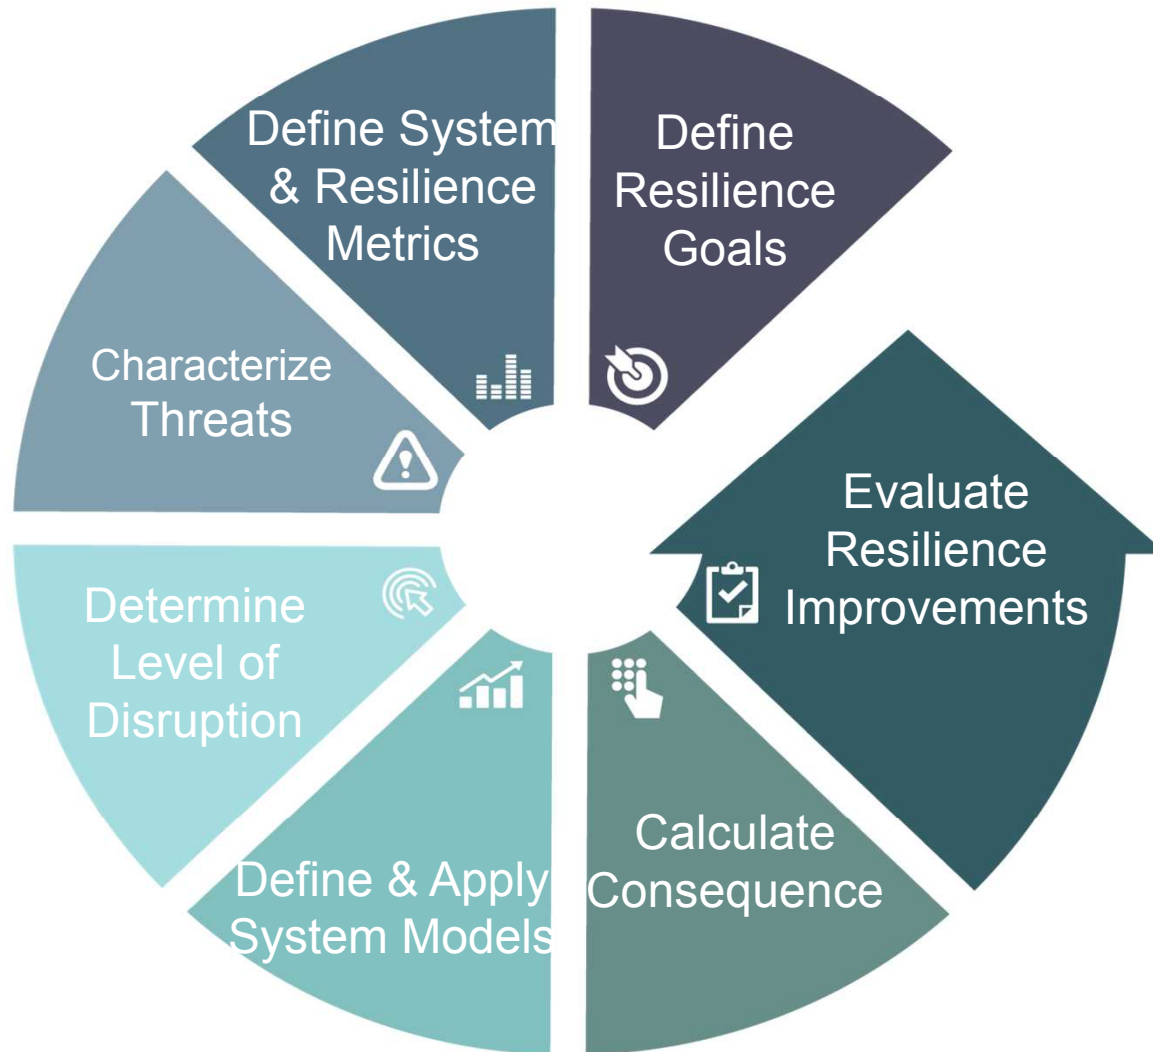 Define
Resilience
Goals
Define System
& Resilience
Metrics
Characterize
Threats
Determine
Level of
Disruption
Define & Apply
System Models
Calculate
Consequence
Evaluate
Resilience
Improvements